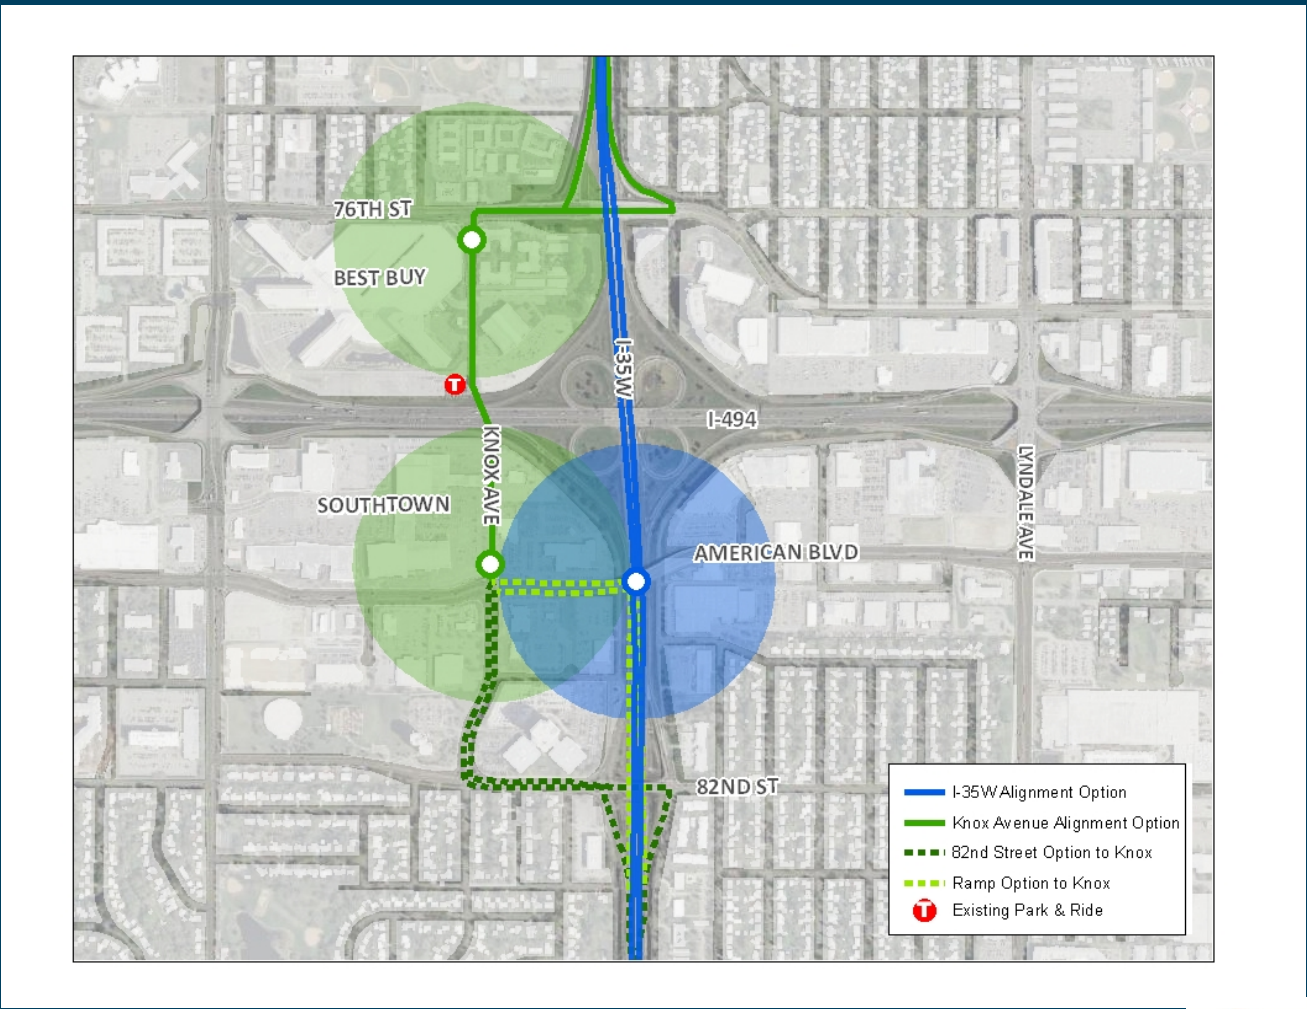 76TH ST
BEST BUY
I-35W
T
I-494
KNOX AVE
SOUTHTOWN
LYNDALE AVE
AMERICAN BLVD
82ND ST
I-35W Alignment Option
Knox Avenue Alignment Option
82nd Street Option to Knox
Ramp Option to Knox
T Existing Park & Ride